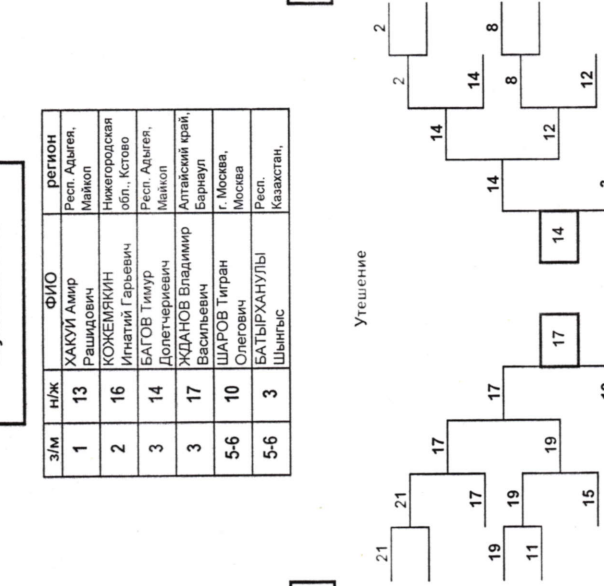 з/м н/ж ФИО регион
1 13 ХАКУЙ Амир Рашидович Респ. Адыгея, Майкоп
2 16 КОЖЕМЯКИН Игнатий Гарьевич Нижегородская обл., Кстово
3 14 БАГОВ Тимур Долетчериевич Респ. Адыгея, Майкоп
3 17 ЖДАНОВ Владимир Васильевич Алтайский край, Барнаул
5-6 10 ШАРОВ Тигран Олегович г. Москва, Москва
5-6 3 БАТЫРХАНУЛЫ Шынгыс Респ. Казахстан,
Утешение
21
21
17
17
19
11
19
15
19
17
17
2
2
14
14
8
8
12
12
14
14